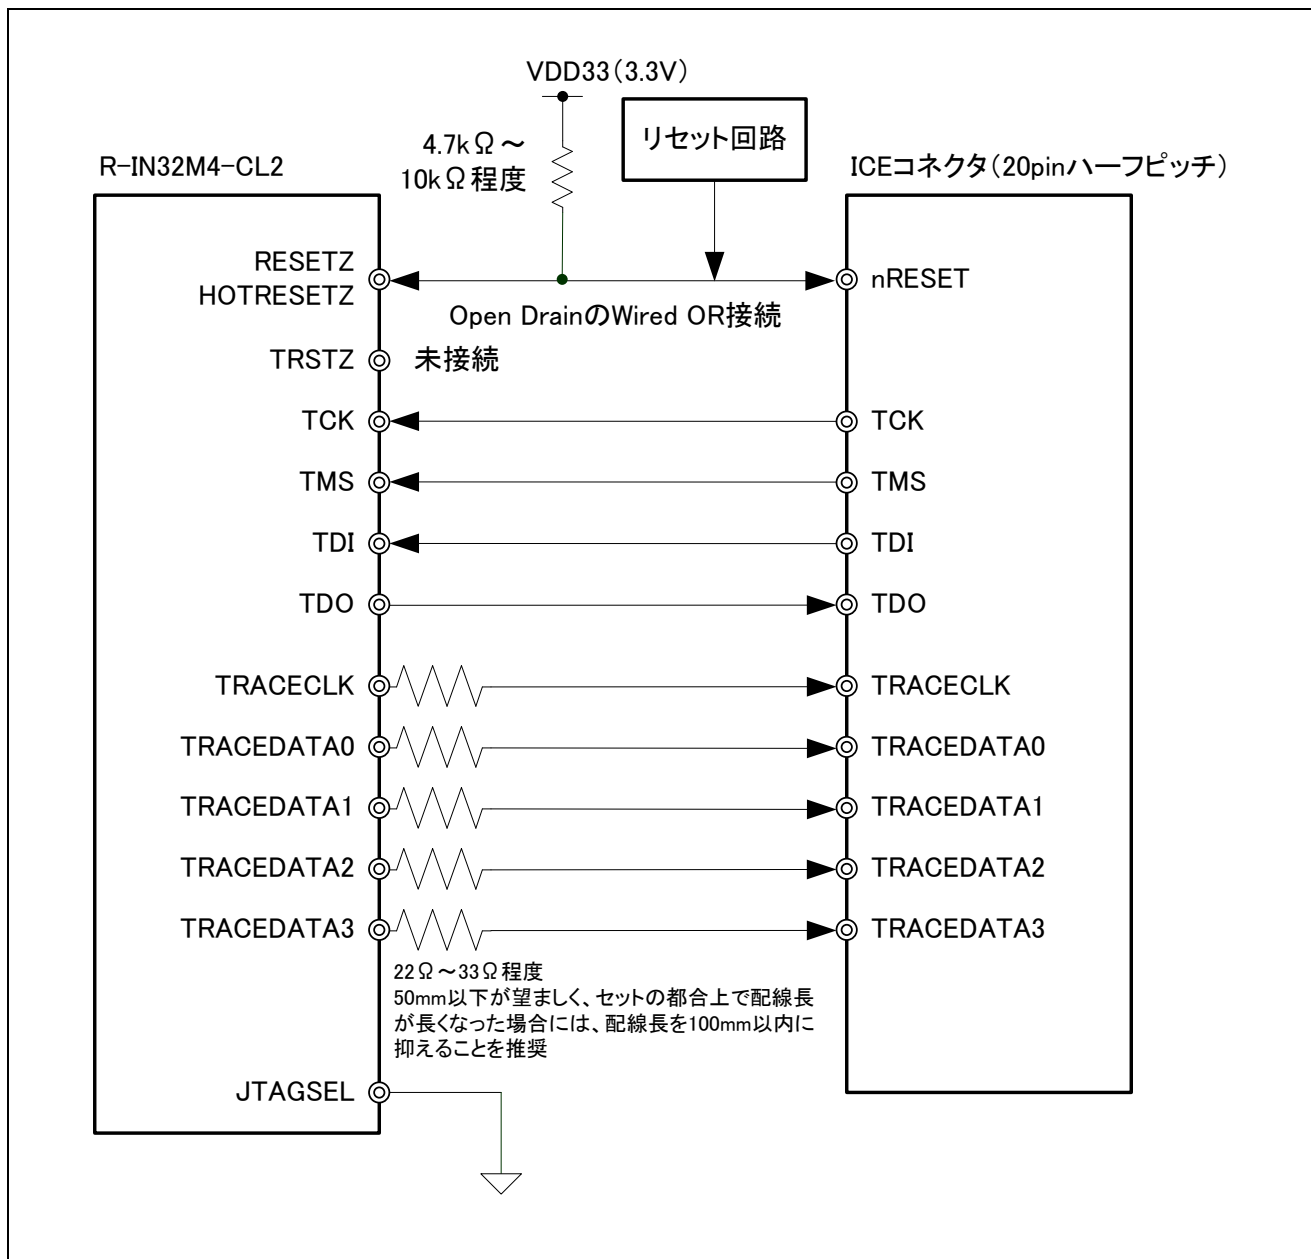 VDD33(3.3V)
4.7kΩ～
10kΩ程度
リセット回路
R-IN32M4-CL2
ICEコネクタ(20pinハーフピッチ)
RESETZ
HOTRESETZ
nRESET
Open DrainのWired OR接続
TRSTZ
未接続
TCK
TCK
TMS
TMS
TDI
TDI
TDO
TDO
TRACECLK
TRACECLK
TRACEDATA0
TRACEDATA0
TRACEDATA1
TRACEDATA1
TRACEDATA2
TRACEDATA2
TRACEDATA3
TRACEDATA3
22Ω～33Ω程度
50mm以下が望ましく、セットの都合上で配線長
が長くなった場合には、配線長を100mm以内に
抑えることを推奨
JTAGSEL